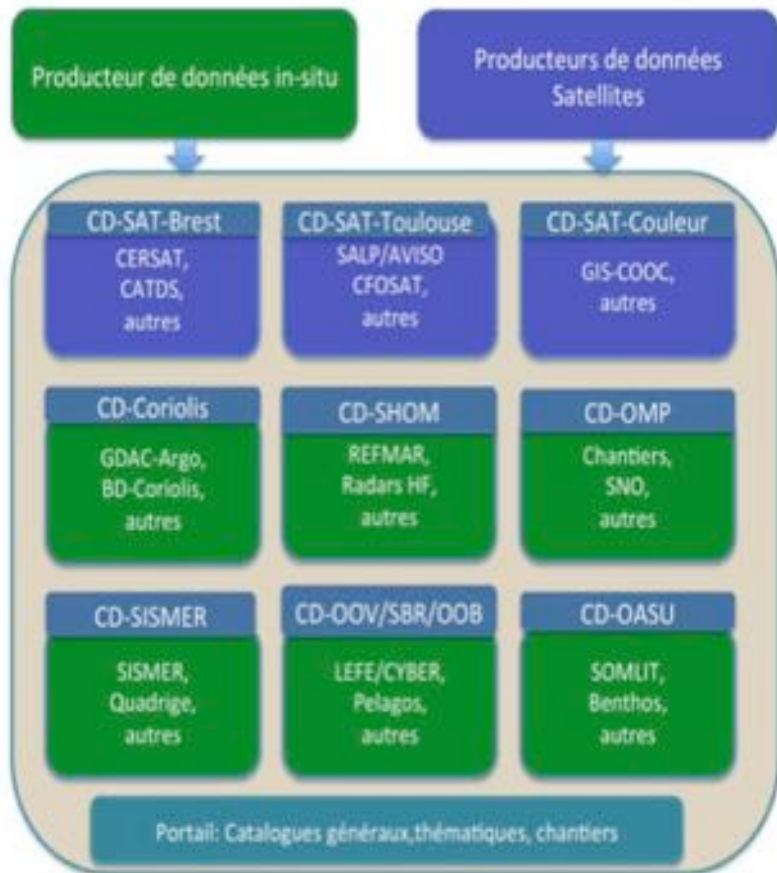 Producteur de données in-situ
Producteurs de données
Satellites
CD-SAT-Brest
CERSAT,
CATDS,
autres
CD-SAT-Toulouse
SALP/AVISO
CFOSAT,
autres
CD-SAT-Couleur
GIS-COOC,
autres
CD-Coriolis
GDAC-Argo,
BD-Coriolis,
autres
CD-SHOM
REFMAR,
Radars HF,
autres
CD-OMP
Chantiers,
SNO,
autres
CD-SISMER
SISMER,
Quadrige,
autres
CD-OOV/SBR/OOB
LEFE/CYBER,
Pelagos,
autres
CD-OASU
SOMLIT,
Benthos,
autres
Portail: Catalogues généraux,thématiques, chantiers